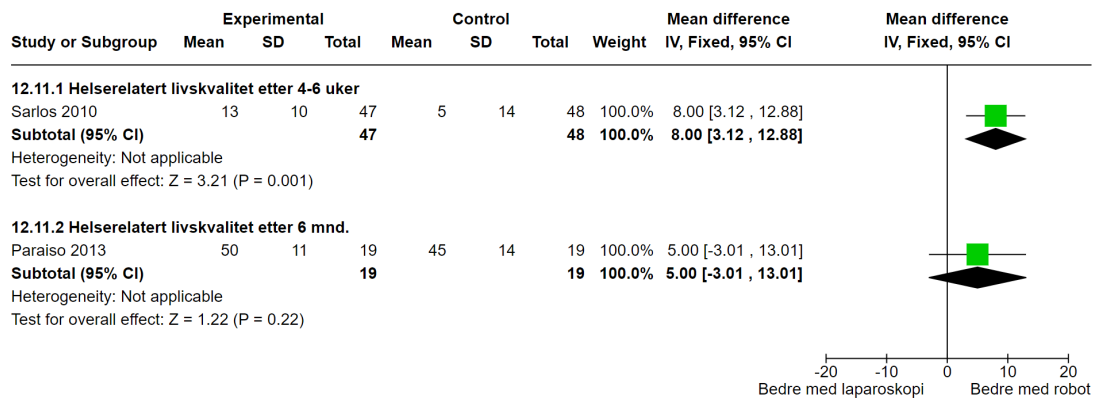 Experimental Control Mean difference Mean difference
Study or Subgroup Mean SD Total Mean SD Total Weight IV, Fixed, 95% CI IV, Fixed, 95% CI
12.11.1 Helserelatert livskvalitet etter 4-6 uker
Sarlos 2010 13 10 47 5 14 48 100.0% 8.00 [3.12 , 12.88]
Subtotal (95% CI) 47 48 100.0% 8.00 [3.12 , 12.88]
Heterogeneity: Not applicable
Test for overall effect: Z = 3.21 (P = 0.001)
12.11.2 Helserelatert livskvalitet etter 6 mnd.
Paraiso 2013 50 11 19 45 14 19 100.0% 5.00 [-3.01 , 13.01]
Subtotal (95% CI) 19 19 100.0% 5.00 [-3.01 , 13.01]
Heterogeneity: Not applicable
Test for overall effect: Z = 1.22 (P = 0.22)
-20 -10 0 10 20
Bedre med laparoskopi Bedre med robot